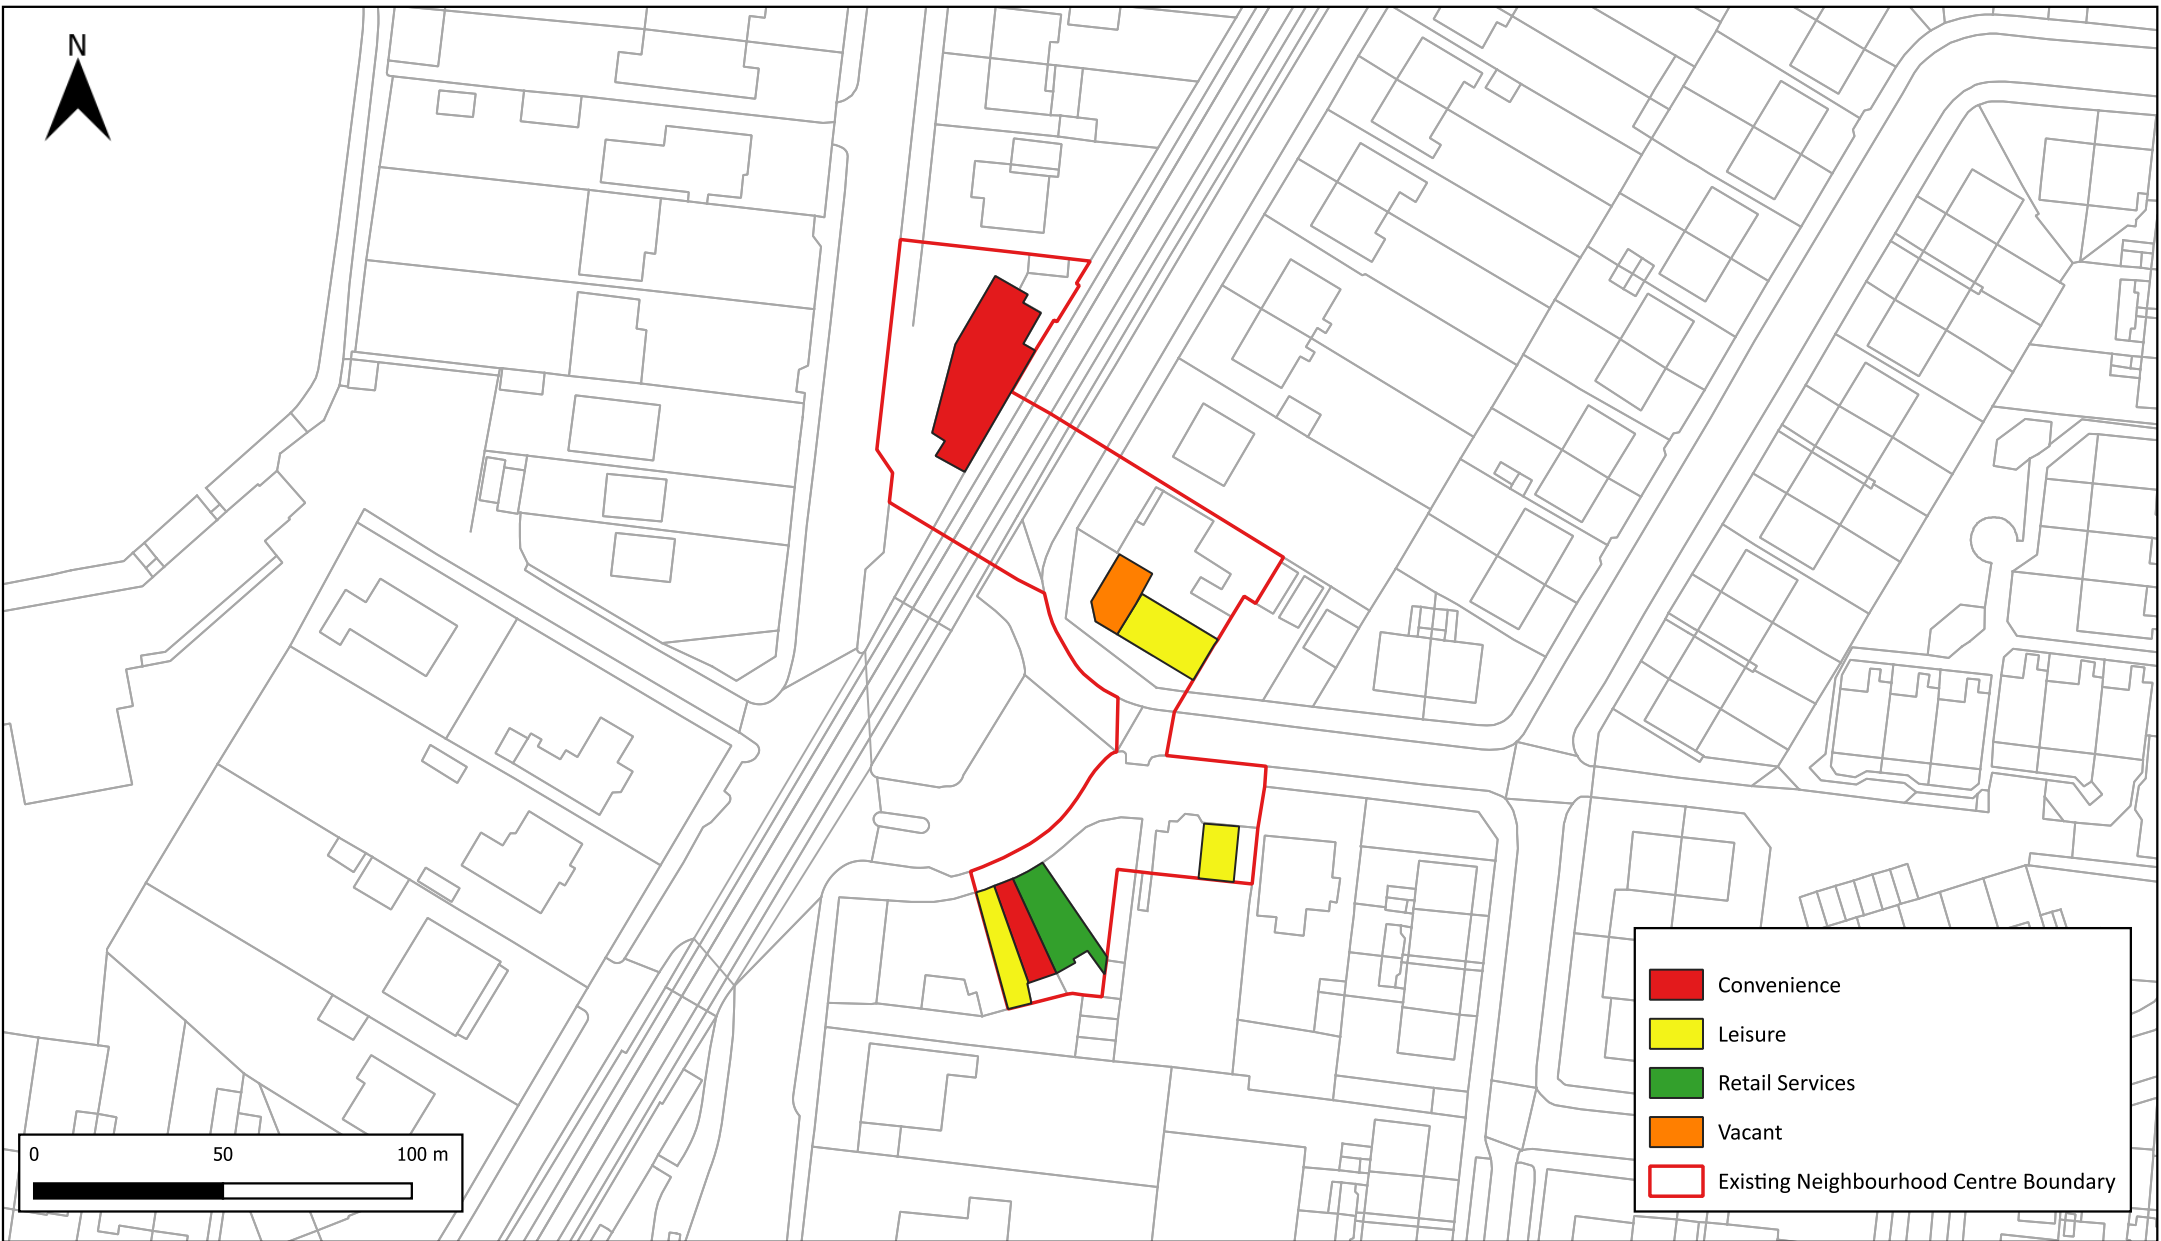 N
Convenience
Leisure
Retail Services
Vacant
Existing Neighbourhood Centre Boundary
0 50 100 m